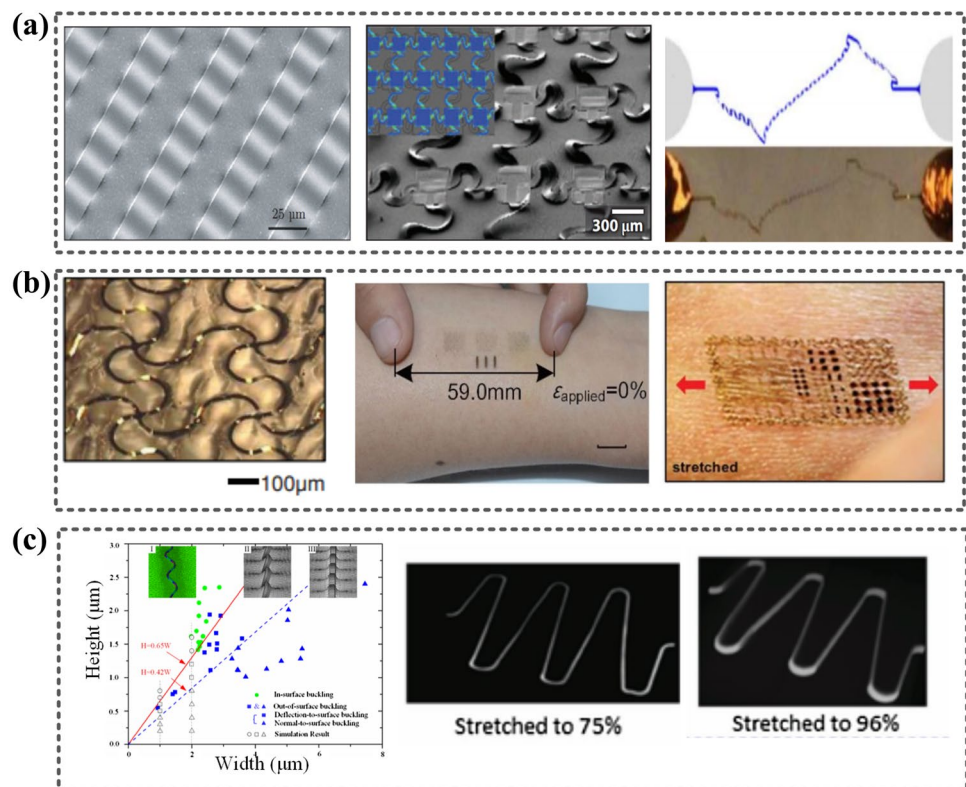 (a)
25 μm
300 μm
(b)
100μm
59.0mm
εapplied=0%
stretched
(c)
3.0
2.5
2.0
1.5
1.0
0.5
0.0
Height (μm)
I
II
III
H=0.65W
H=0.42W
In-surface buckling
Out-of-surface buckling
Deflection-to-surface buckling
Normal-to-surface buckling
Simulation Result
0
2
4
6
8
Width (μm)
Stretched to 75%
Stretched to 96%